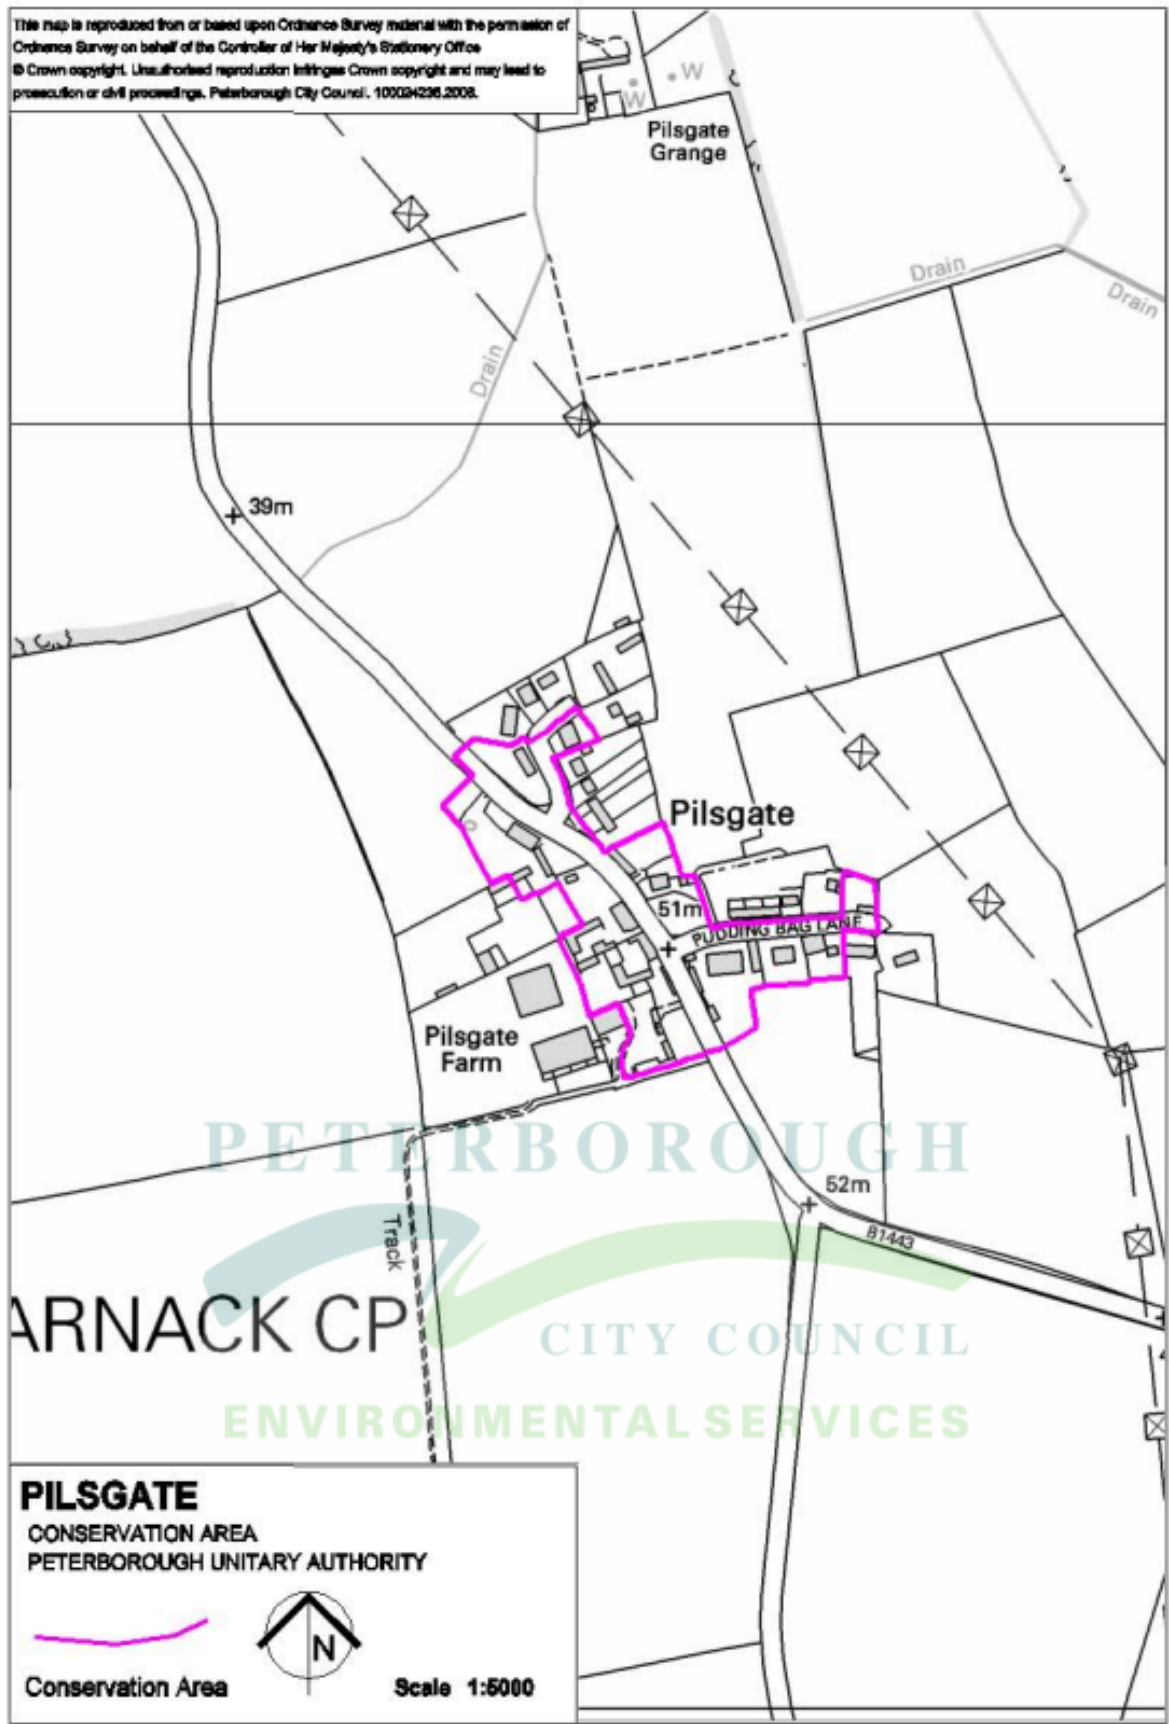 This map is reproduced from or based upon Ordnance Survey material with the permission of
Ordnance Survey on behalf of the Controller of Her Majesty's Stationery Office
© Crown copyright. Unauthorised reproduction infringes Crown copyright and may lead to
prosecution or civil proceedings. Peterborough City Council. 100024236.2008.
W
W
Pilsgate
Grange
Drain
Drain
Drain
39m
Pilsgate
51m
PUDDING BAG LANE
Pilsgate
Farm
PETERBOROUGH
52m
B1443
Track
ARNACK CP
CITY COUNCIL
ENVIRONMENTAL SERVICES
PILSGATE
CONSERVATION AREA
PETERBOROUGH UNITARY AUTHORITY
N
Conservation Area
Scale 1:5000